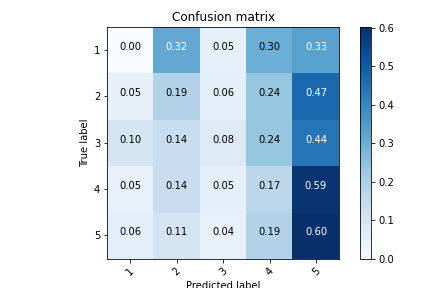 Confusion matrix
0.00 0.32 0.05 0.30 0.33
0.05 0.19 0.06 0.24 0.47
0.10 0.14 0.08 0.24 0.44
0.05 0.14 0.05 0.17 0.59
0.06 0.11 0.04 0.19 0.60
1
2
3
4
5
True label
1 2 3 4 5
Predicted label
0.6
0.5
0.4
0.3
0.2
0.1
0.0